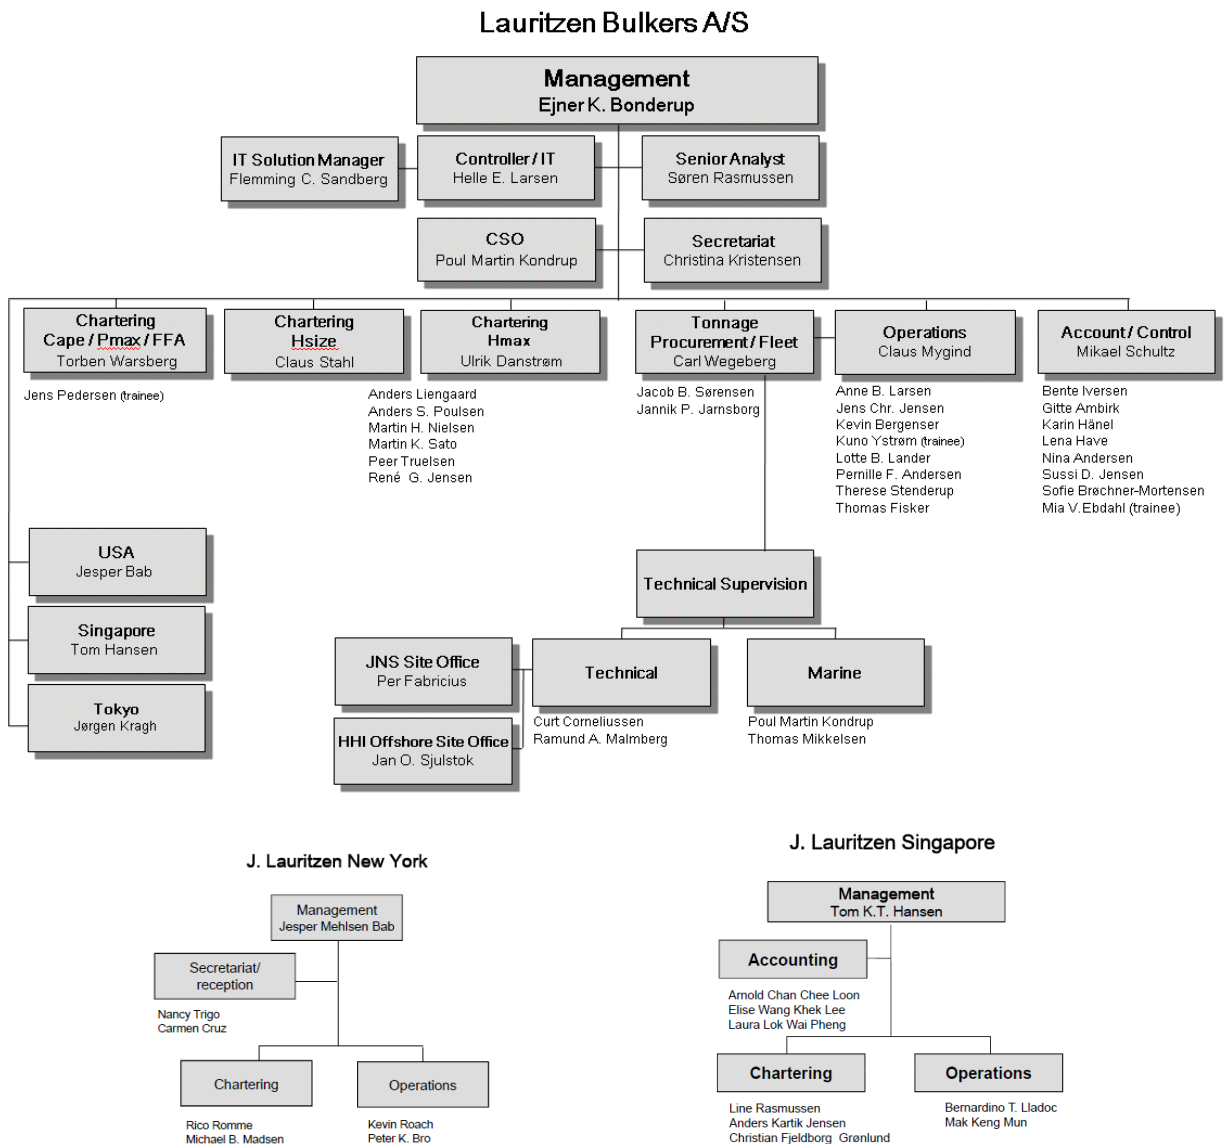 Lauritzen Bulkers A/S
Management
Ejner K. Bonderup
IT Solution Manager
Flemming C. Sandberg
Controller / IT
Helle E. Larsen
Senior Analyst
Søren Rasmussen
CSO
Poul Martin Kondrup
Secretariat
Christina Kristensen
Chartering
Cape / Pmax / FFA
Torben Warsberg
Jens Pedersen (trainee)
Chartering
Hsize
Claus Stahl
Chartering
Hmax
Ulrik Danstrøm
Anders Liengaard
Anders S. Poulsen
Martin H. Nielsen
Martin K. Sato
Peer Truelsen
René G. Jensen
Tonnage
Procurement / Fleet
Carl Wegeberg
Jacob B. Sørensen
Jannik P. Jarnsborg
Operations
Claus Mygind
Anne B. Larsen
Jens Chr. Jensen
Kevin Bergenser
Kuno Ystrøm (trainee)
Lotte B. Lander
Pernille F. Andersen
Therese Stenderup
Thomas Fisker
Account / Control
Mikael Schultz
Bente Iversen
Gitte Ambirk
Karin Hänel
Lena Have
Nina Andersen
Sussi D. Jensen
Sofie Brøchner-Mortensen
Mia V.Ebdahl (trainee)
USA
Jesper Bab
Singapore
Tom Hansen
Tokyo
Jørgen Kragh
Technical Supervision
JNS Site Office
Per Fabricius
HHI Offshore Site Office
Jan O. Sjulstok
Technical
Curt Corneliussen
Ramund A. Malmberg
Marine
Poul Martin Kondrup
Thomas Mikkelsen
J. Lauritzen New York
Management
Jesper Mehlsen Bab
Secretariat/
reception
Nancy Trigo
Carmen Cruz
Chartering
Rico Romme
Michael B. Madsen
Operations
Kevin Roach
Peter K. Bro
J. Lauritzen Singapore
Management
Tom K.T. Hansen
Accounting
Arnold Chan Chee Loon
Elise Wang Khek Lee
Laura Lok Wai Pheng
Chartering
Line Rasmussen
Anders Kartik Jensen
Christian Fjeldborg Grønlund
Operations
Bernardino T. Lladoc
Mak Keng Mun